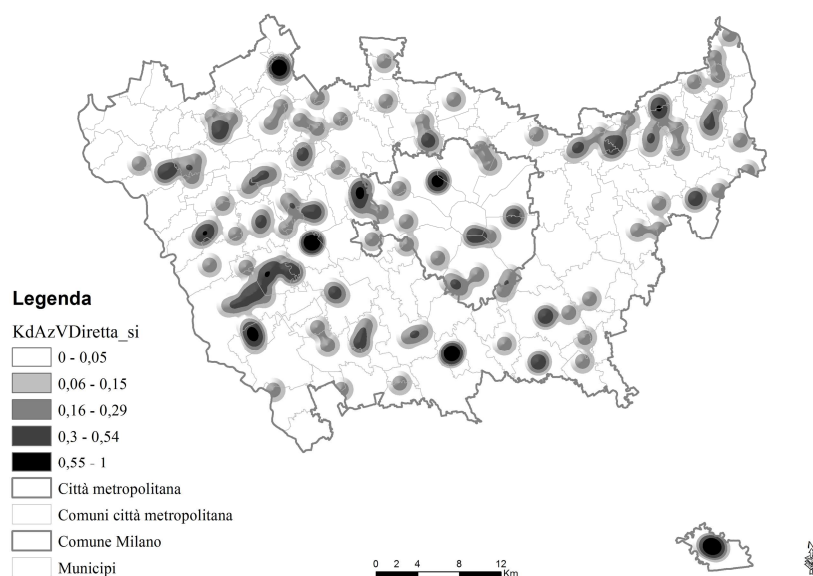 Legenda
KdAzVDiretta_si
0 - 0,05
0,06 - 0,15
0,16 - 0,29
0,3 - 0,54
0,55 - 1
Città metropolitana
Comuni città metropolitana
Comune Milano
Municipi
0 2 4 8 12
Km